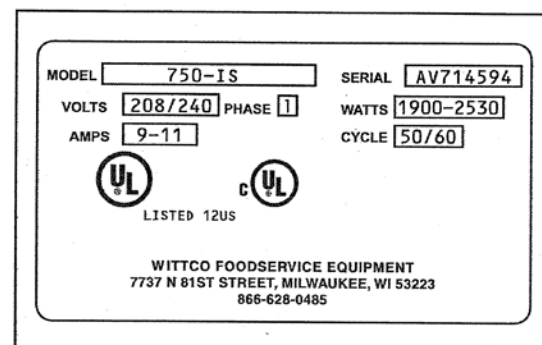 MODEL 750-IS SERIAL AV714594
VOLTS 208/240 PHASE 1 WATTS 1900-2530
AMPS 9-11 CYCLE 50/60
UL ® C UL ®
LISTED 12US
WITTCO FOODSERVICE EQUIPMENT
7737 N 81ST STREET, MILWAUKEE, WI 53223
866-628-0485